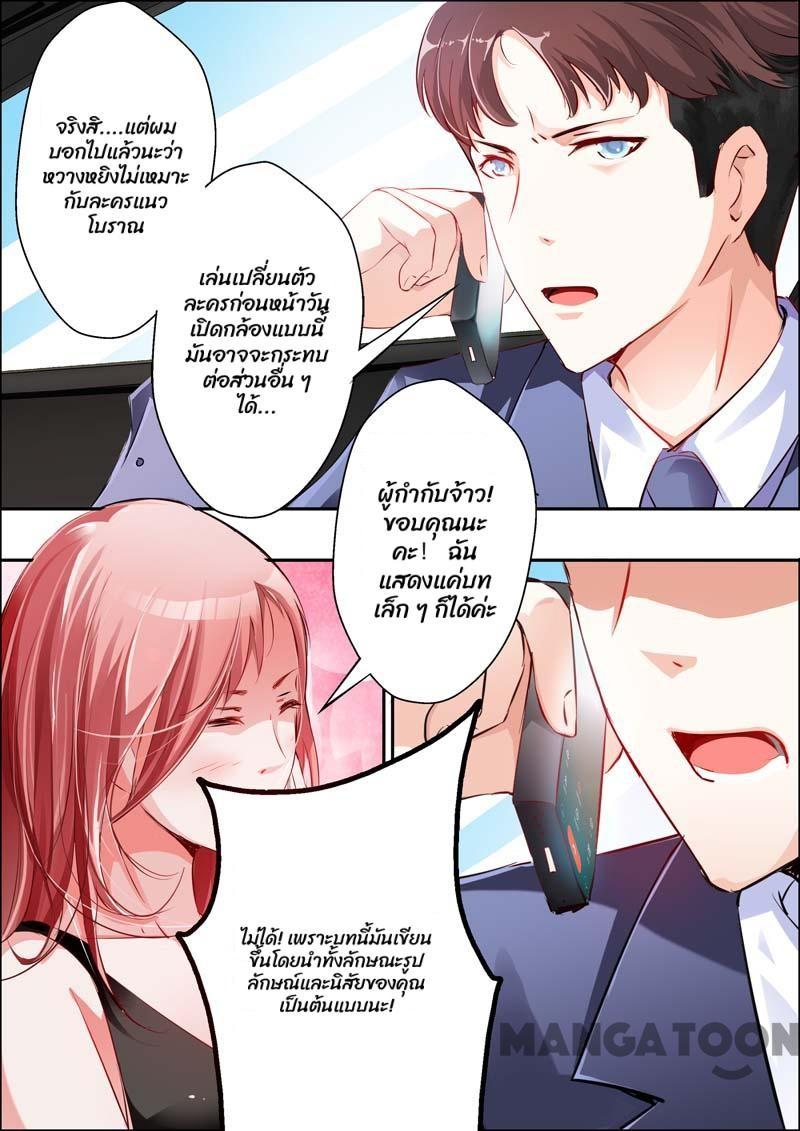 จริงสิ....แต่ผม
บอกไปแล้วนะว่า
หวางหยิงไม่เหมาะ
กับละครแนว
โบราณ
เล่นเปลี่ยนตัว
ละครก่อนหน้าวัน
เปิดกล้องแบบนี้
มันอาจจะกระทบ
ต่อส่วนอื่น ๆ
ได้...
ผู้กำกับจ้าว!
ขอบคุณนะ
คะ! ฉัน
แสดงแค่บท
เล็ก ๆ ก็ได้ค่ะ
ไม่ได้! เพราะบทนี้มันเขียน
ขึ้นโดยนำทั้งลักษณะรูป
ลักษณ์และนิสัยของคุณ
เป็นต้นแบบนะ!
MANGATOON